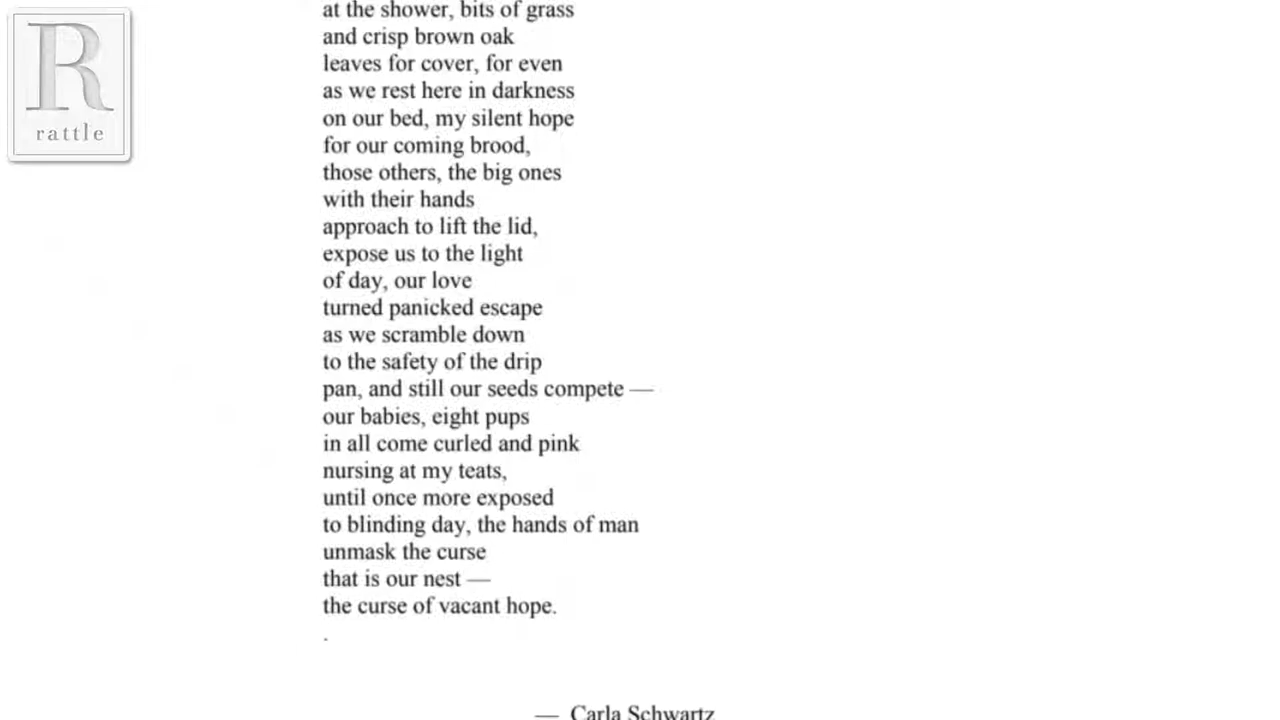 R
rattle
at the shower, bits of grass
and crisp brown oak
leaves for cover, for even
as we rest here in darkness
on our bed, my silent hope
for our coming brood,
those others, the big ones
with their hands
approach to lift the lid,
expose us to the light
of day, our love
turned panicked escape
as we scramble down
to the safety of the drip
pan, and still our seeds compete —
our babies, eight pups
in all come curled and pink
nursing at my teats,
until once more exposed
to blinding day, the hands of man
unmask the curse
that is our nest —
the curse of vacant hope.
.
— Carla Schwartz